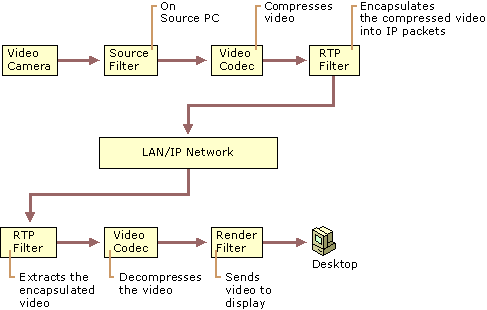 On
Source PC
Compresses
video
Encapsulates
the compressed video
into IP packets
Video
Camera
Source
Filter
Video
Codec
RTP
Filter
LAN/IP Network
RTP
Filter
Video
Codec
Render
Filter
Desktop
Extracts the
encapsulated
video
Decompresses
the video
Sends
video to
display